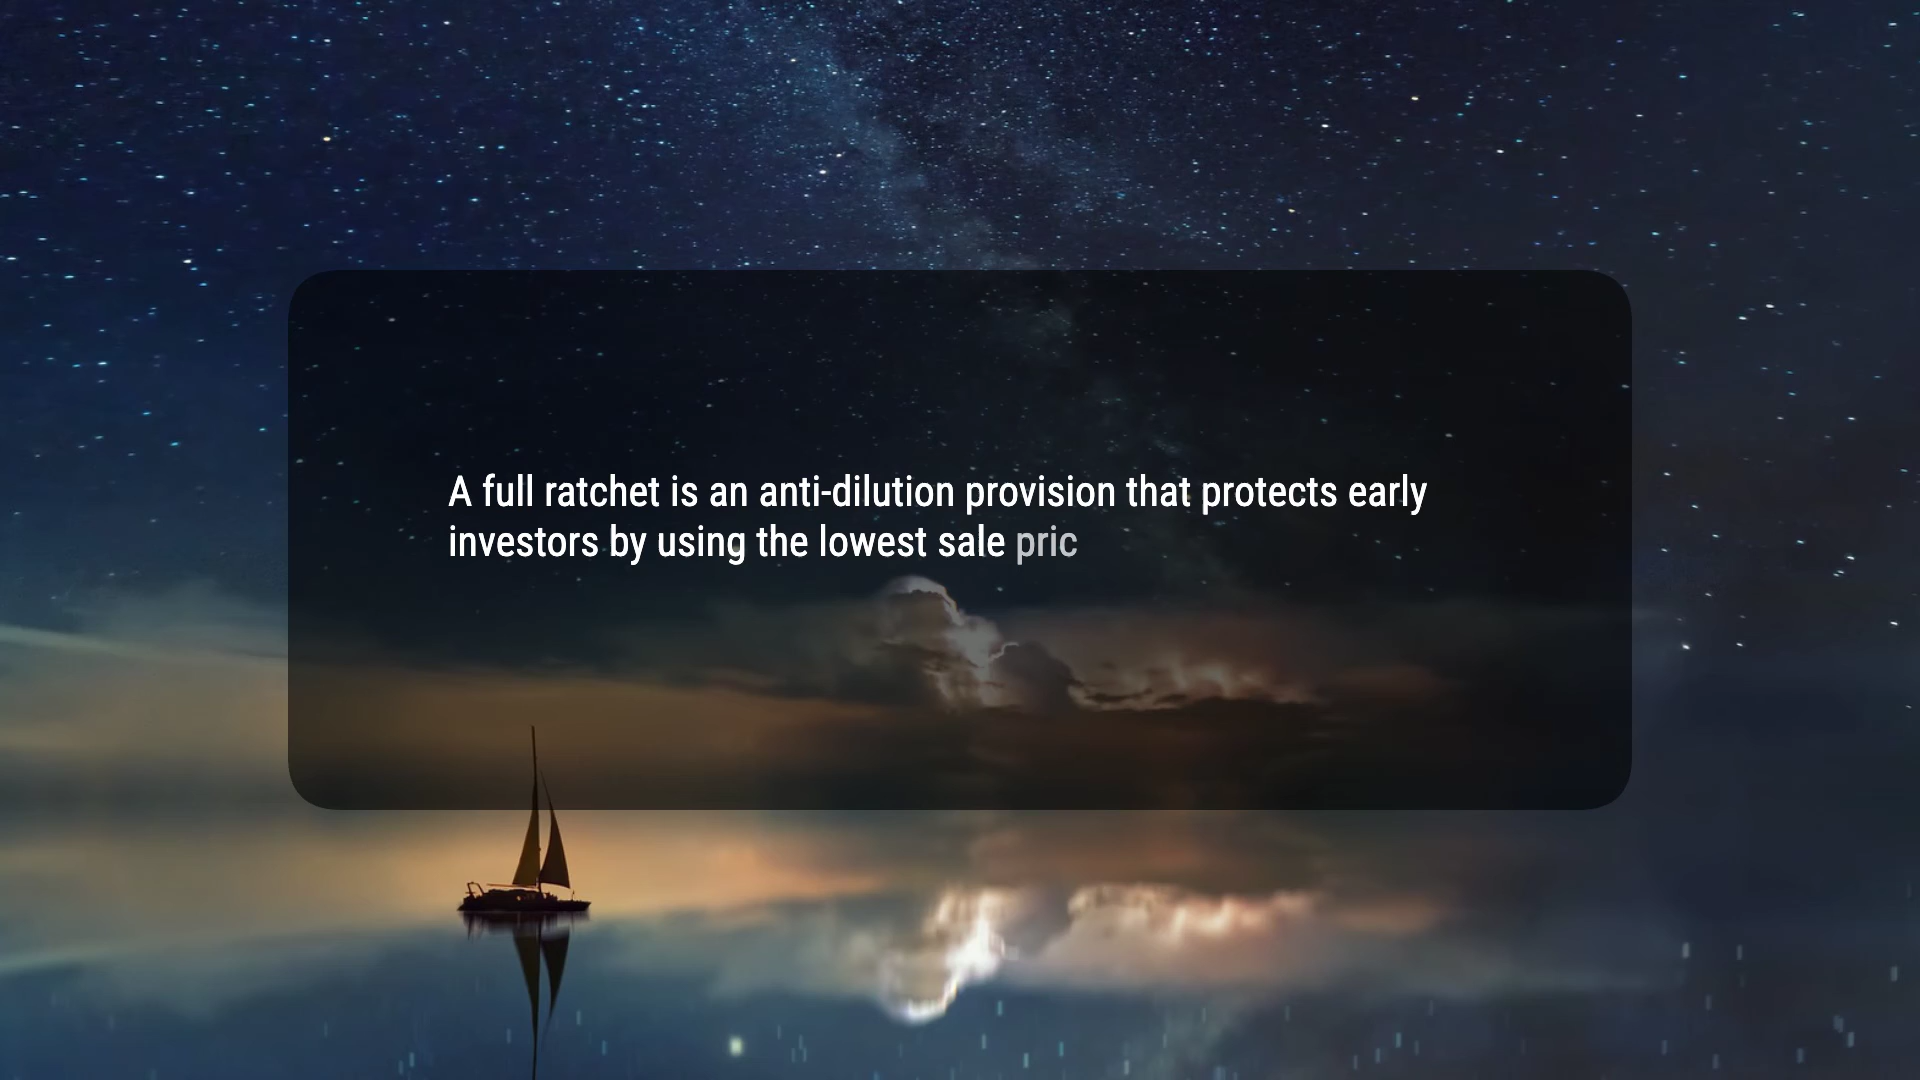 A full ratchet is an anti-dilution provision that protects early
investors by using the lowest sale pric